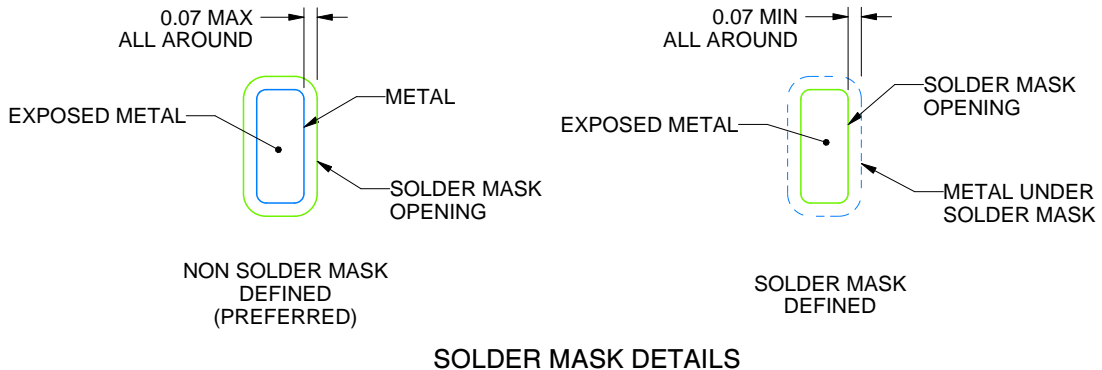 0.07 MAX
ALL AROUND
EXPOSED METAL
METAL
SOLDER MASK
OPENING
NON SOLDER MASK
DEFINED
(PREFERRED)
0.07 MIN
ALL AROUND
EXPOSED METAL
SOLDER MASK
OPENING
METAL UNDER
SOLDER MASK
SOLDER MASK
DEFINED
SOLDER MASK DETAILS